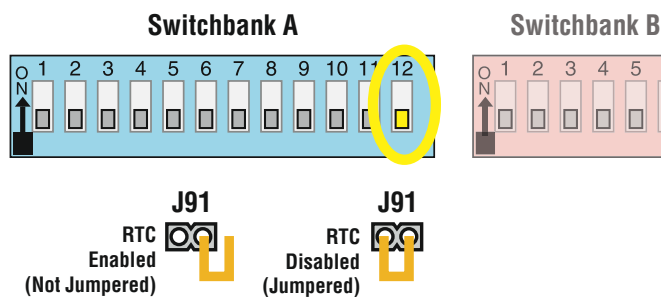 Switchbank A
Switchbank B
ON 1 2 3 4 5 6 7 8 9 10 11 12
ON 1 2 3 4 5
J91
RTC
Enabled
(Not Jumpered)
J91
RTC
Disabled
(Jumpered)